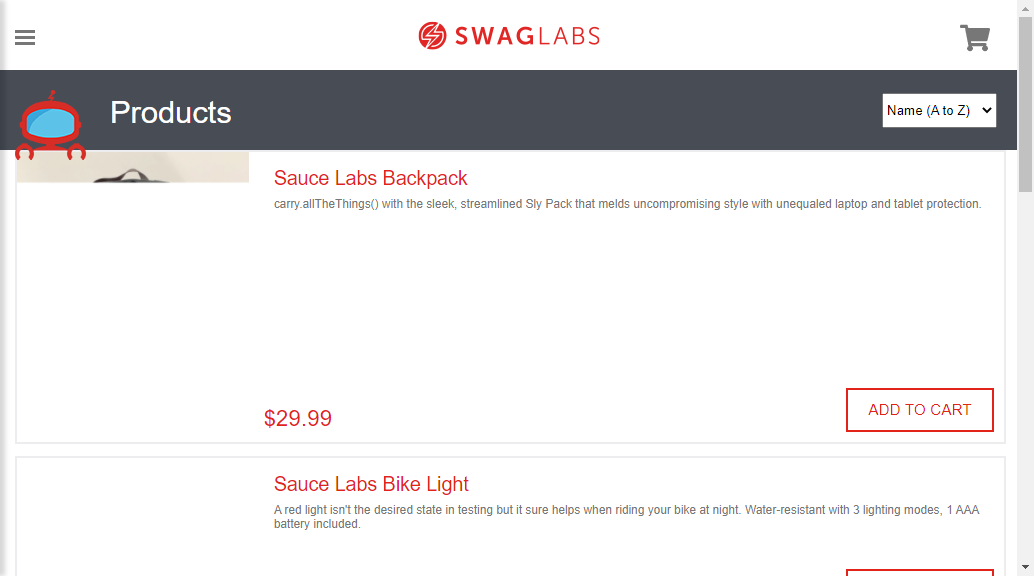 SWAGLABS
Products
Name (A to Z)
Sauce Labs Backpack
carry.allTheThings() with the sleek, streamlined Sly Pack that melds uncompromising style with unequaled laptop and tablet protection.
$29.99
ADD TO CART
Sauce Labs Bike Light
A red light isn't the desired state in testing but it sure helps when riding your bike at night. Water-resistant with 3 lighting modes, 1 AAA
battery included.